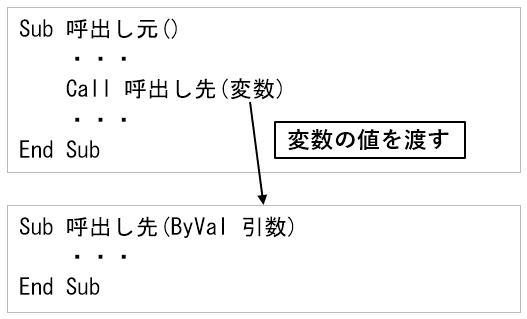 Sub 呼出し元()
・・・
Call 呼出し先(変数)
・・・
End Sub
変数の値を渡す
Sub 呼出し先(ByVal 引数)
・・・
End Sub